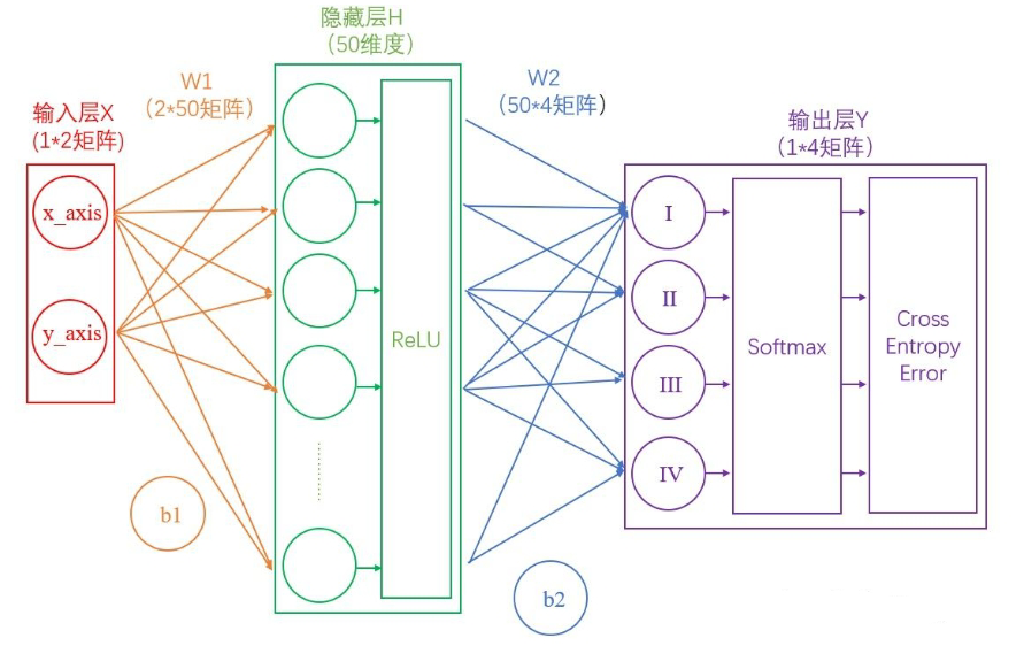 隐藏层H
（50维度）
W1
（2*50矩阵）
W2
（50*4矩阵）
输入层X
(1*2矩阵)
输出层Y
（1*4矩阵）
x_axis
y_axis
b1
ReLU
b2
I
II
III
IV
Softmax
Cross
Entropy
Error